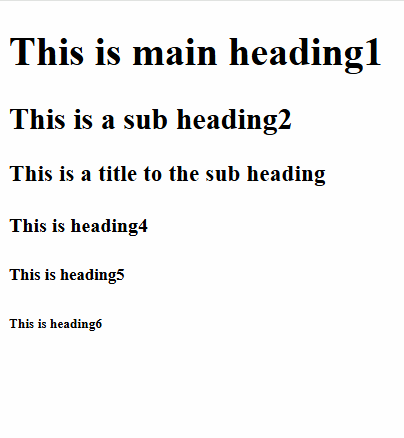 This is main heading1
This is a sub heading2
This is a title to the sub heading
This is heading4
This is heading5
This is heading6